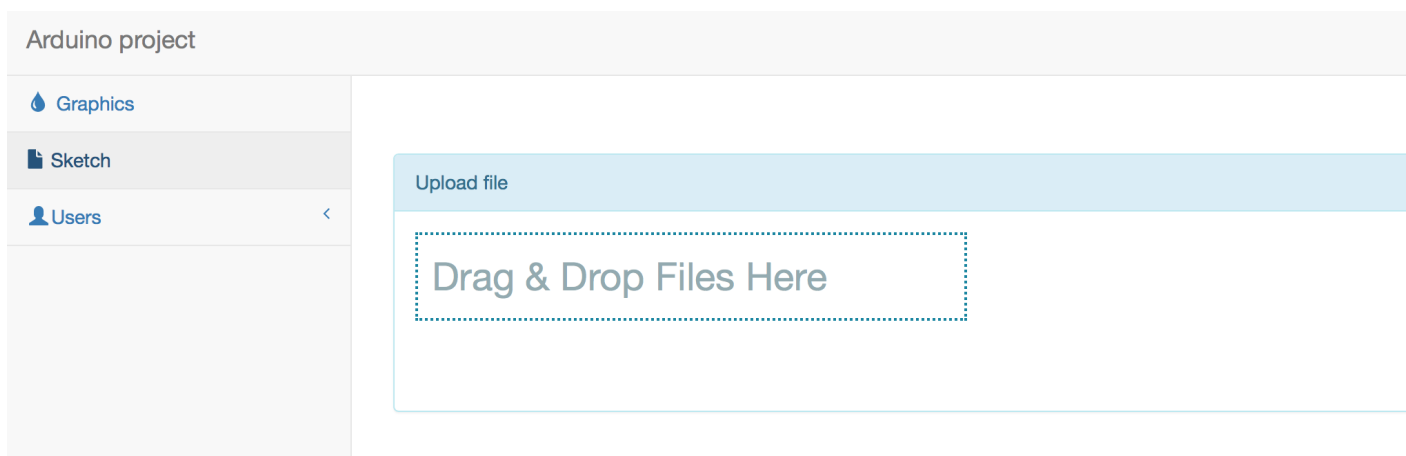 Arduino project
Graphics
Sketch
Users
Upload file
Drag & Drop Files Here